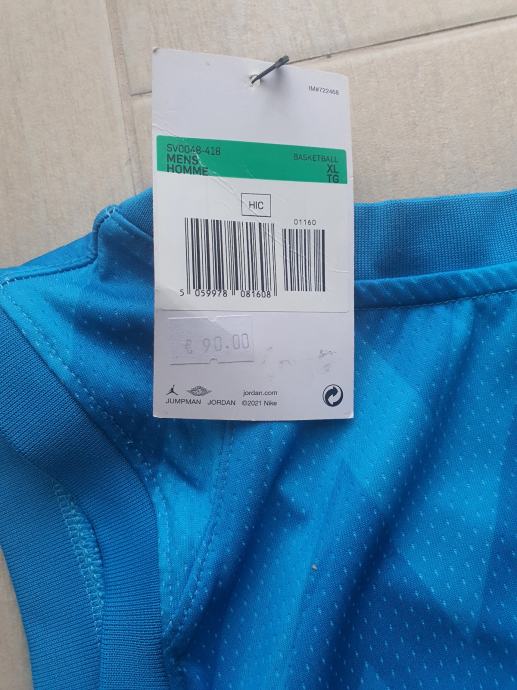 IM#722468
SV0048-418 BASKETBALL
MENS XL
HOMME TG
HIC
01160
5 059978 081608
€ 90.00
jordan.com
JUMPMAN JORDAN ©2021 Nike